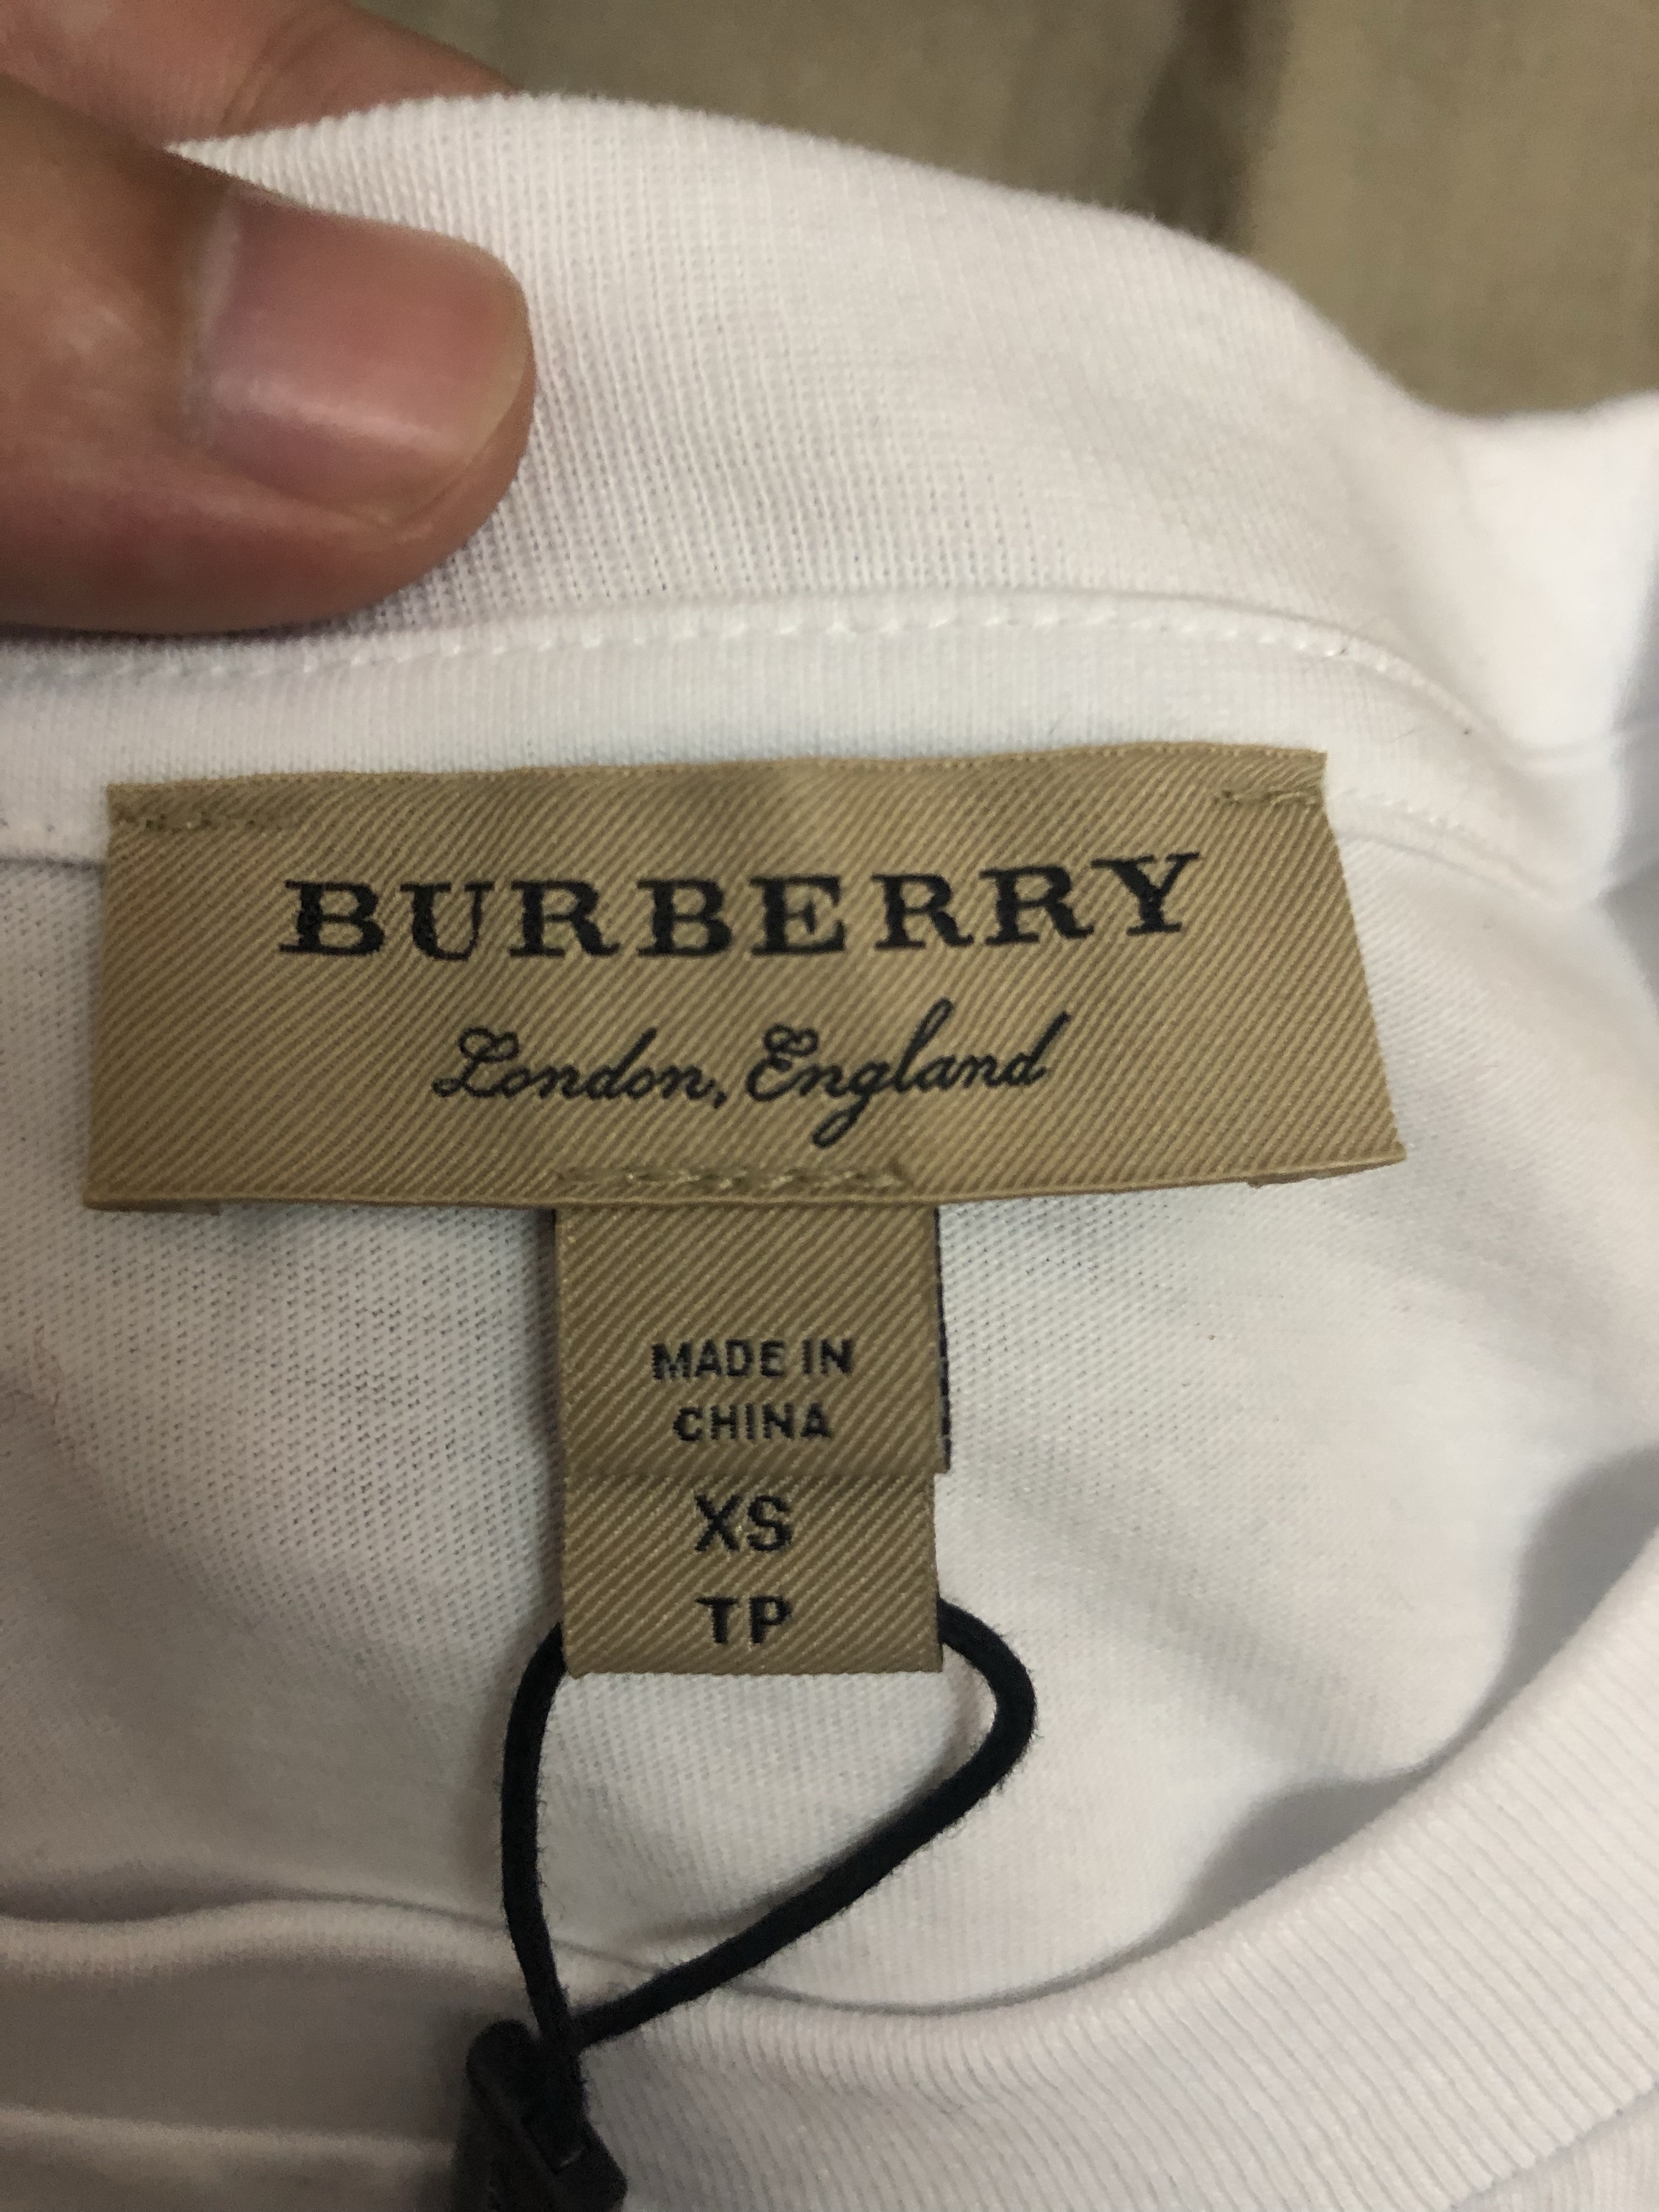 BURBERRY
London, England
MADE IN
CHINA
XS
TP